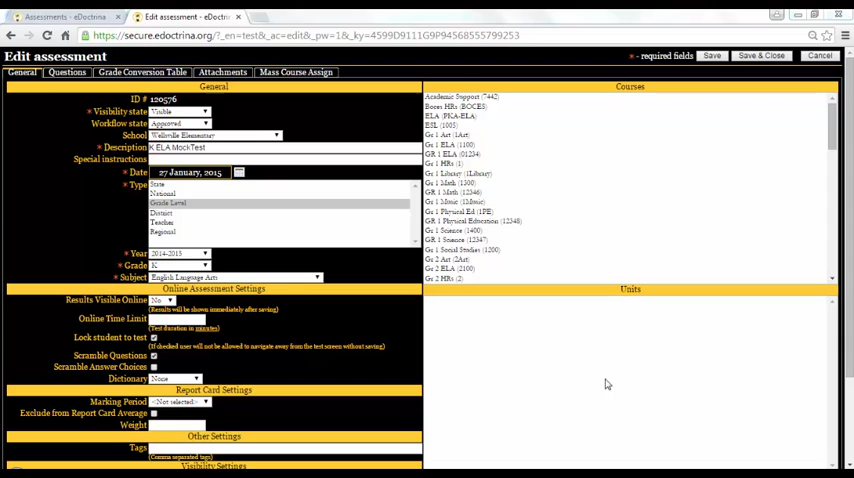 Assessments - eDoctrina
Edit assessment - eDoctri
https://secure.edoctrina.org/?_en=test&_ac=edit&_pw=1&_ky=4599D9111G9P94568555799253
Edit assessment
* - required fields Save Save & Close Cancel
General Questions Grade Conversion Table Attachments Mass Course Assign
General
ID # 120576
* Visibility state Visible
Workflow state Approved
School Wellsville Elementary
* Description K ELA MockTest
Special instructions
* Date 27 January, 2015
* Type State
National
Grade Level
District
Teacher
Regional
* Year 2014-2015
* Grade K
* Subject English Language Arts
Online Assessment Settings
Results Visible Online No
(Results will be shown immediately after saving)
Online Time Limit
(Test duration in minutes)
Lock student to test
(If checked user will not be allowed to navigate away from the test screen without saving)
Scramble Questions
Scramble Answer Choices
Dictionary None
Report Card Settings
Marking Period <Not selected>
Exclude from Report Card Average
Weight
Other Settings
Tags
(Comma separated tags)
Visibility Settings
Courses
Academic Support (7442)
Boces HRs (BOCES)
ELA (PKA-ELA)
ESL (1005)
Gr 1 Art (1Art)
Gr 1 ELA (1100)
GR 1 ELA (01234)
Gr 1 HRs (1)
Gr 1 Library (1Library)
Gr 1 Math (1300)
GR 1 Math (12346)
Gr 1 Music (1Music)
Gr 1 Physical Ed (1PE)
GR 1 Physical Education (12348)
Gr 1 Science (1400)
GR 1 Science (12347)
Gr 1 Social Studies (1200)
Gr 2 Art (2Art)
Gr 2 ELA (2100)
Gr 2 HRs (2)
Units